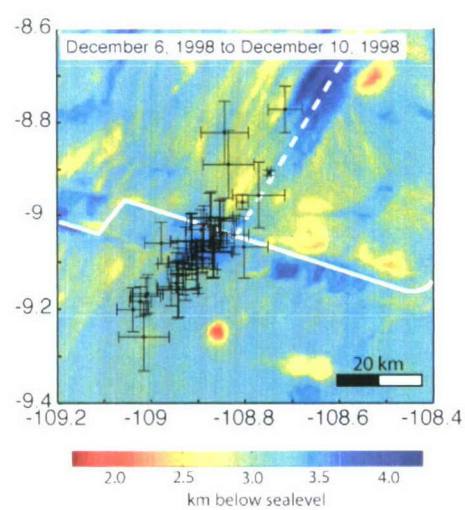 -8.6
December 6, 1998 to December 10, 1998
-8.8
-9
-9.2
20 km
-9.4
-109.2 -109 -108.8 -108.6 -108.4
2.0 2.5 3.0 3.5 4.0
km below sealevel